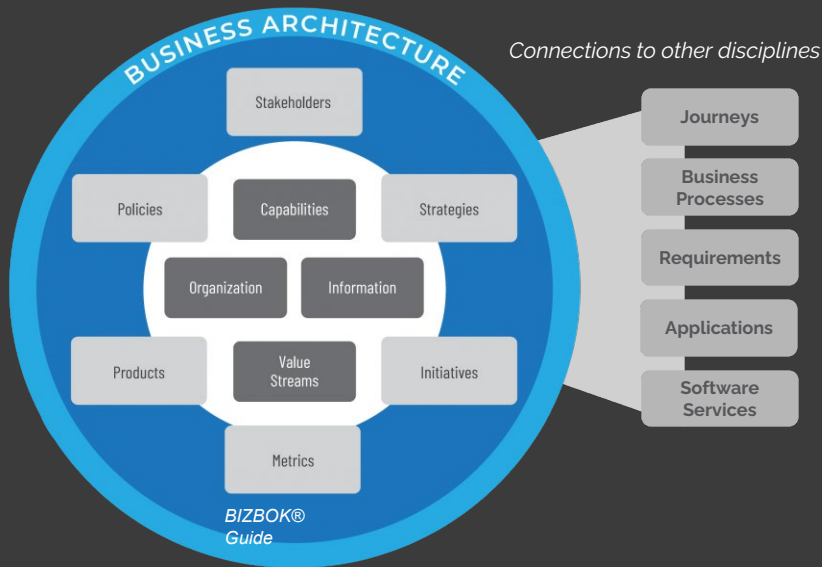 BUSINESS ARCHITECTURE
Stakeholders
Policies
Capabilities
Strategies
Organization
Information
Products
Value
Streams
Initiatives
Metrics
BIZBOK®
Guide
Connections to other disciplines
Journeys
Business
Processes
Requirements
Applications
Software
Services